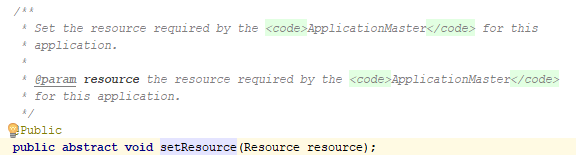 /**
* Set the resource required by the <code>ApplicationMaster</code> for this
* application.
*
* @param resource the resource required by the <code>ApplicationMaster</code>
* for this application.
*/
@Public
public abstract void setResource(Resource resource);